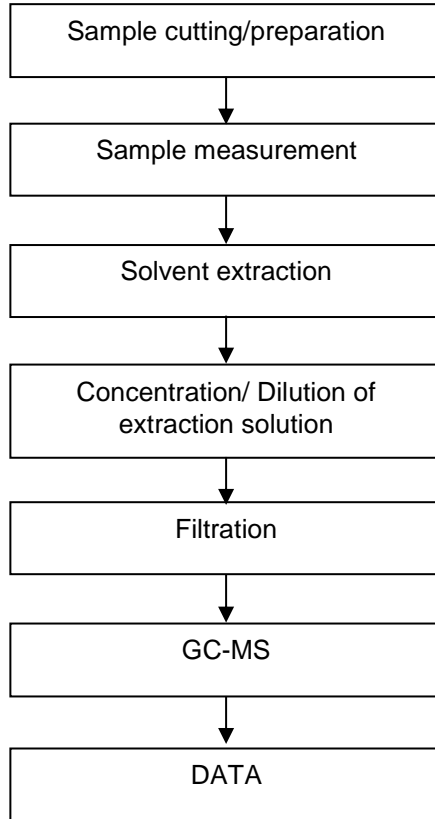 Sample cutting/preparation
Sample measurement
Solvent extraction
Concentration/ Dilution of
extraction solution
Filtration
GC-MS
DATA